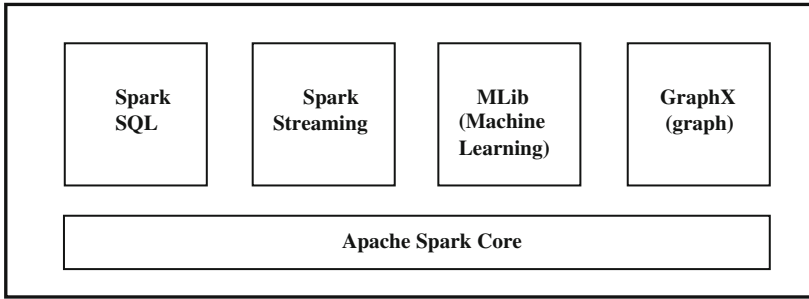 Spark
SQL
Spark
Streaming
MLib
(Machine
Learning)
GraphX
(graph)
Apache Spark Core